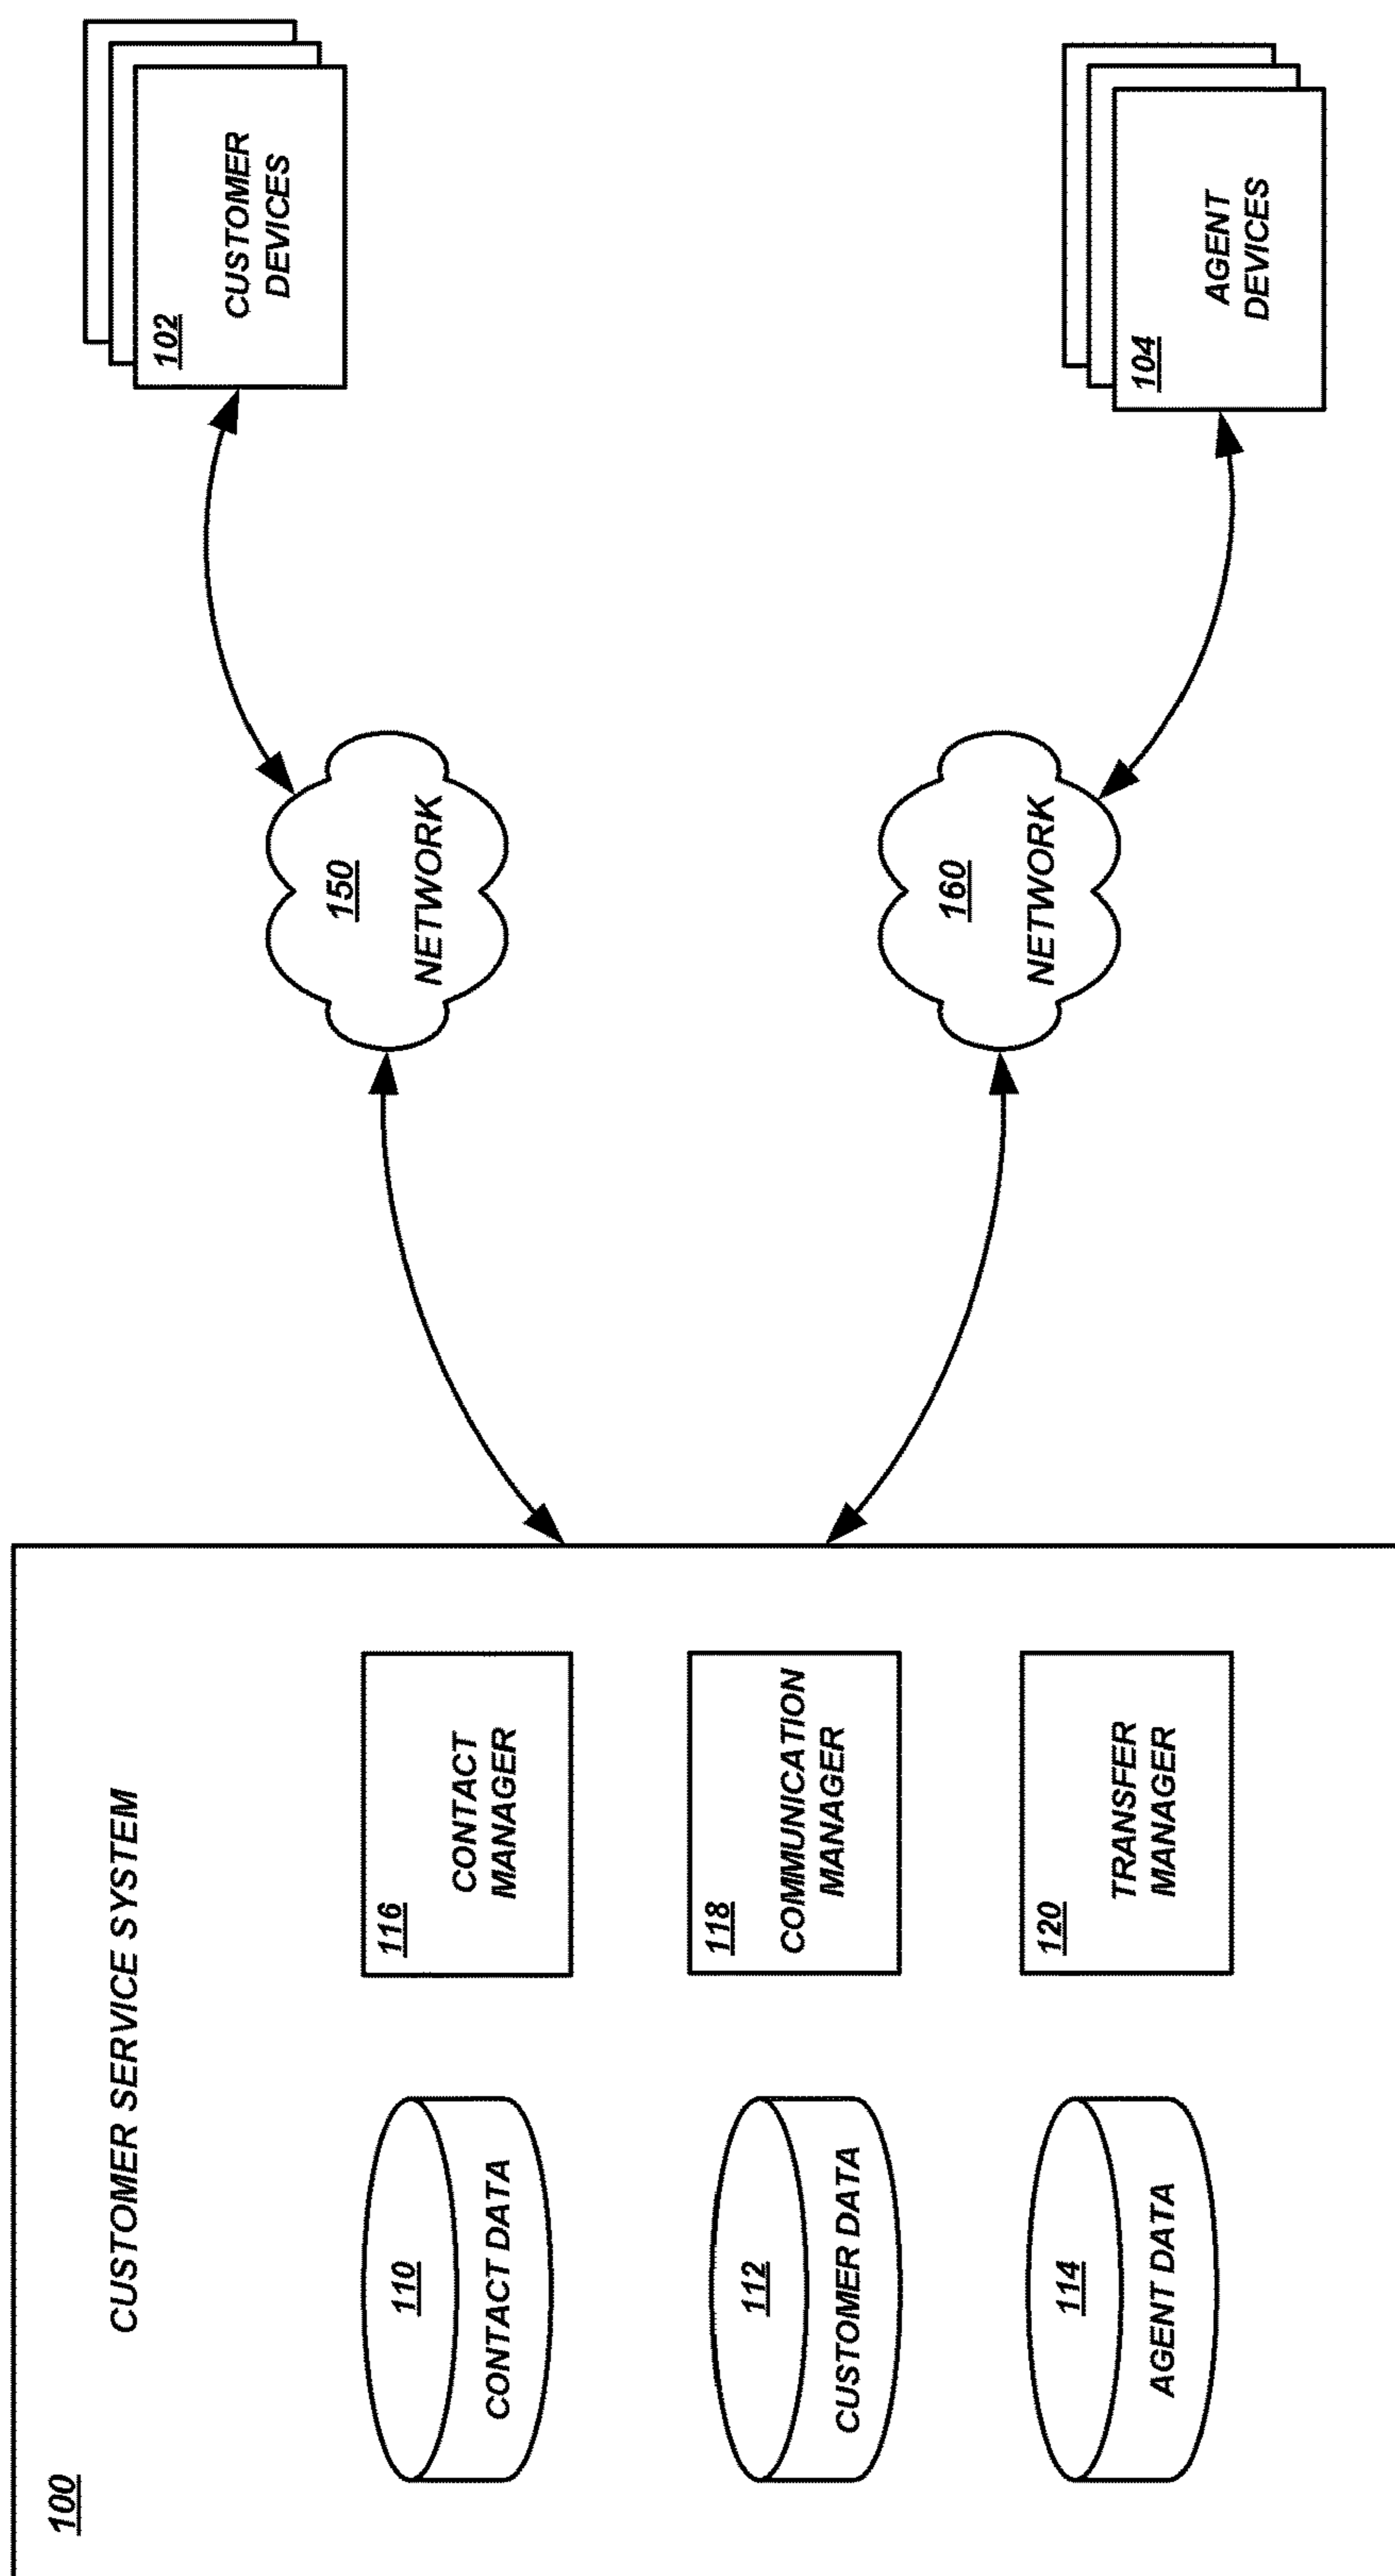 100
CUSTOMER SERVICE SYSTEM
110
CONTACT DATA
116
CONTACT
MANAGER
112
CUSTOMER DATA
118
COMMUNICATION
MANAGER
114
AGENT DATA
120
TRANSFER
MANAGER
150
NETWORK
160
NETWORK
102
CUSTOMER
DEVICES
104
AGENT
DEVICES